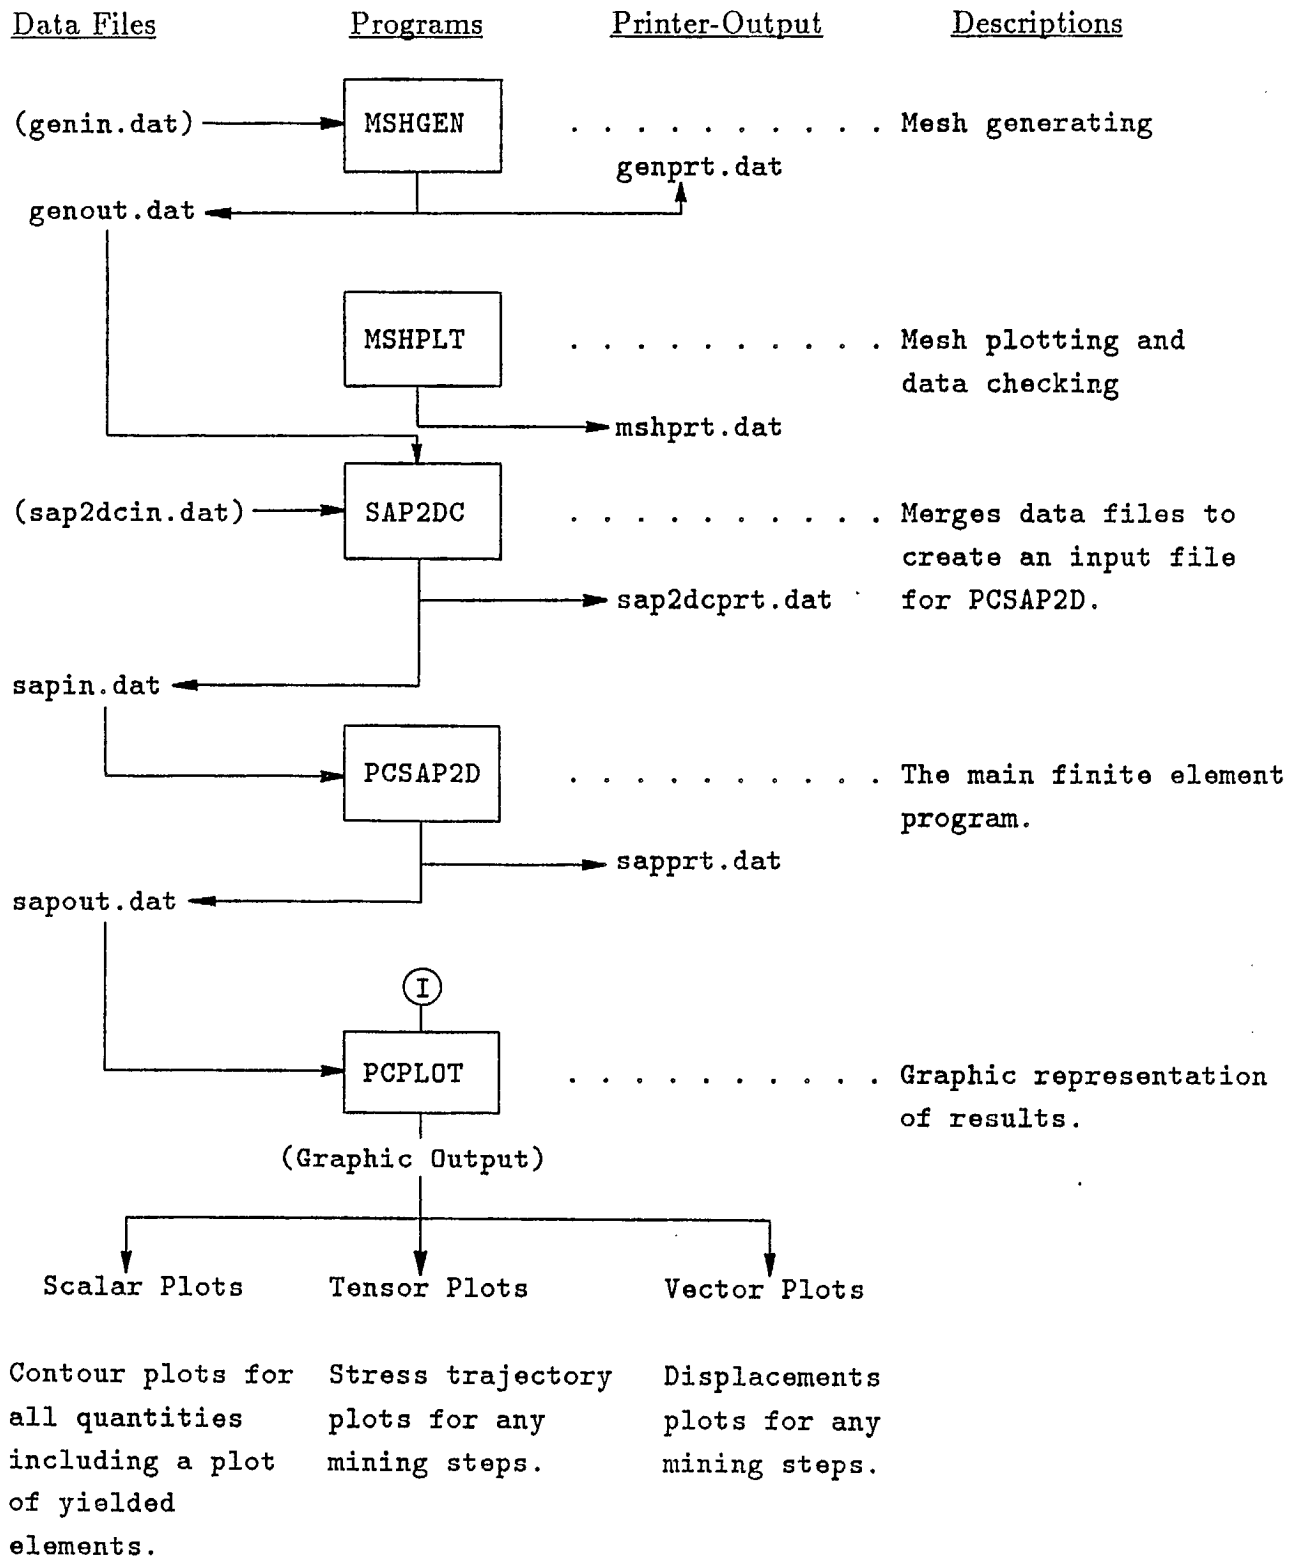 Data Files Programs Printer-Output Descriptions
(genin.dat) MSHGEN . . . . . . . . . . Mesh generating
genprt.dat
genout.dat
MSHPLT . . . . . . . . . . Mesh plotting and
data checking
mshprt.dat
(sap2dcin.dat) SAP2DC . . . . . . . . . . Merges data files to
create an input file
sap2dcprt.dat for PCSAP2D.
sapin.dat
PCSAP2D . . . . . . . . . . The main finite element
program.
sapprt.dat
sapout.dat
I
PCPLOT . . . . . . . . . . Graphic representation
of results.
(Graphic Output)
Scalar Plots Tensor Plots Vector Plots
Contour plots for
all quantities
including a plot
of yielded
elements.
Stress trajectory
plots for any
mining steps.
Displacements
plots for any
mining steps.